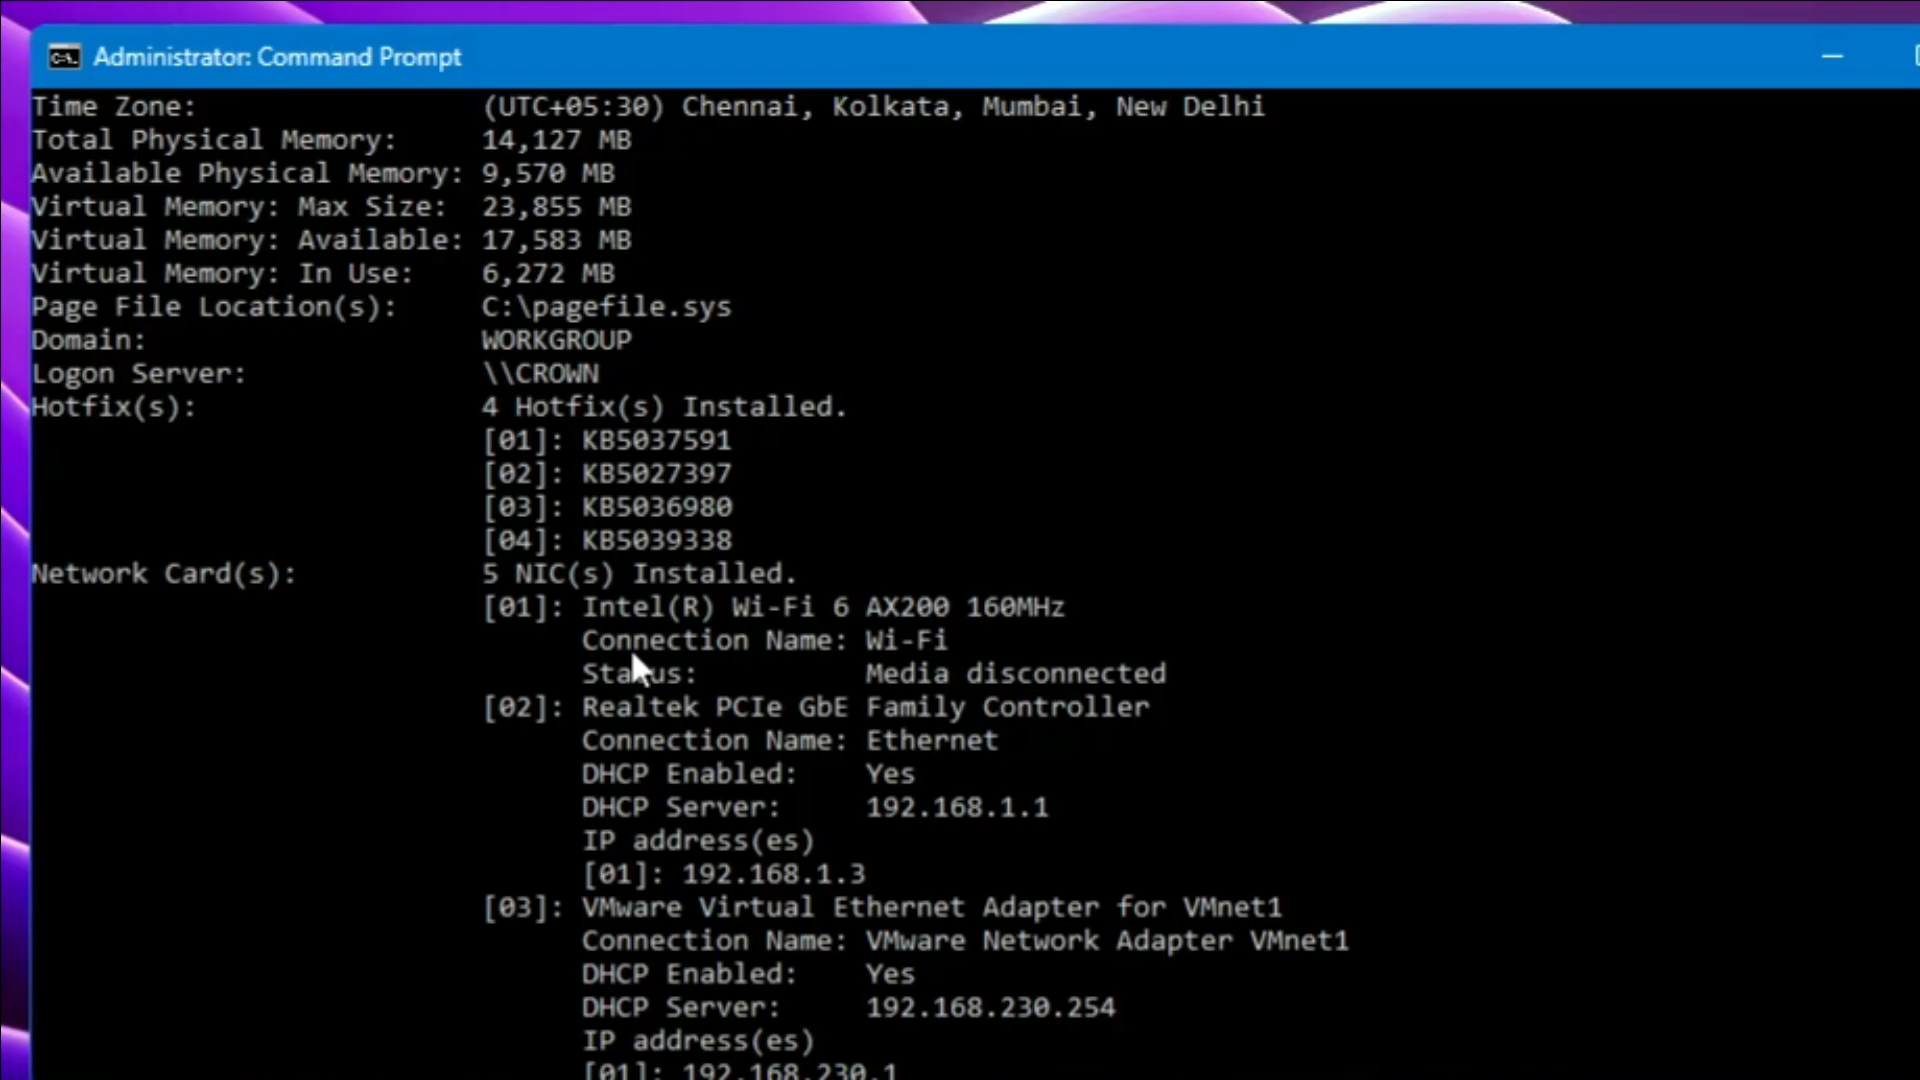 Administrator: Command Prompt
Time Zone: (UTC+05:30) Chennai, Kolkata, Mumbai, New Delhi
Total Physical Memory: 14,127 MB
Available Physical Memory: 9,570 MB
Virtual Memory: Max Size: 23,855 MB
Virtual Memory: Available: 17,583 MB
Virtual Memory: In Use: 6,272 MB
Page File Location(s): C:\pagefile.sys
Domain: WORKGROUP
Logon Server: \\CROWN
Hotfix(s): 4 Hotfix(s) Installed.
[01]: KB5037591
[02]: KB5027397
[03]: KB5036980
[04]: KB5039338
Network Card(s): 5 NIC(s) Installed.
[01]: Intel(R) Wi-Fi 6 AX200 160MHz
Connection Name: Wi-Fi
Status: Media disconnected
[02]: Realtek PCIe GbE Family Controller
Connection Name: Ethernet
DHCP Enabled: Yes
DHCP Server: 192.168.1.1
IP address(es)
[01]: 192.168.1.3
[03]: VMware Virtual Ethernet Adapter for VMnet1
Connection Name: VMware Network Adapter VMnet1
DHCP Enabled: Yes
DHCP Server: 192.168.230.254
IP address(es)
[01]: 192.168.230.1